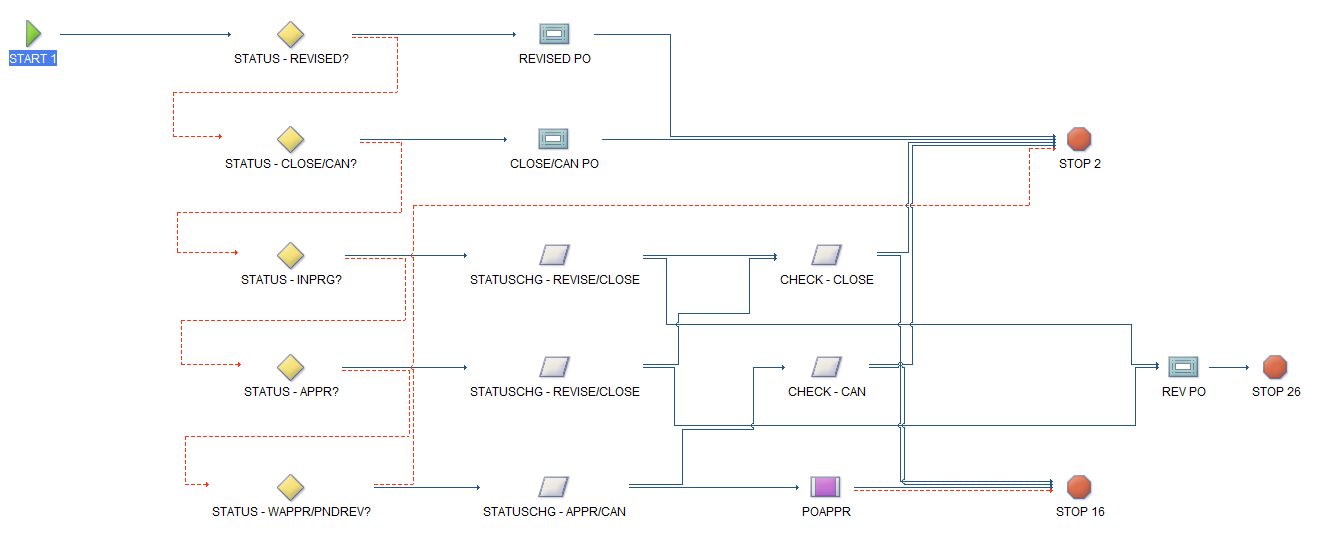 START 1
STATUS - REVISED?
REVISED PO
STATUS - CLOSE/CAN?
CLOSE/CAN PO
STOP 2
STATUS - INPRG?
STATUSCHG - REVISE/CLOSE
CHECK - CLOSE
STATUS - APPR?
STATUSCHG - REVISE/CLOSE
CHECK - CAN
REV PO
STOP 26
STATUS - WAPPR/PNDREV?
STATUSCHG - APPR/CAN
POAPPR
STOP 16